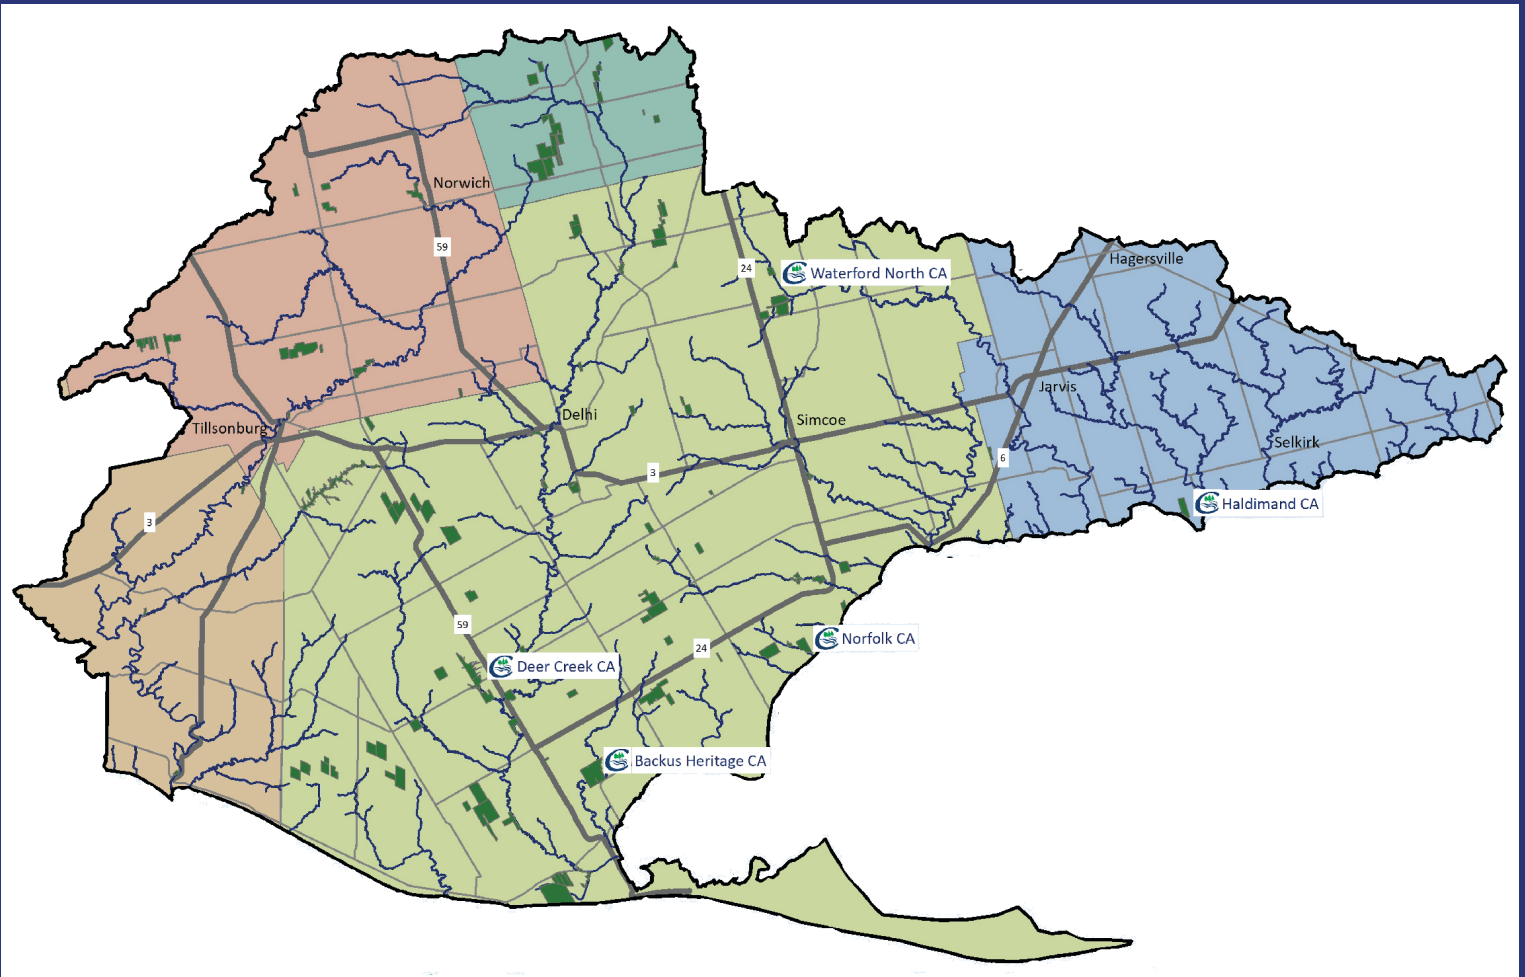 Norwich
59
24
Waterford North CA
Hagersville
Jarvis
Delhi
Simcoe
Tillsonburg
Selkirk
6
3
Haldimand CA
3
59
Norfolk CA
24
Deer Creek CA
Backus Heritage CA